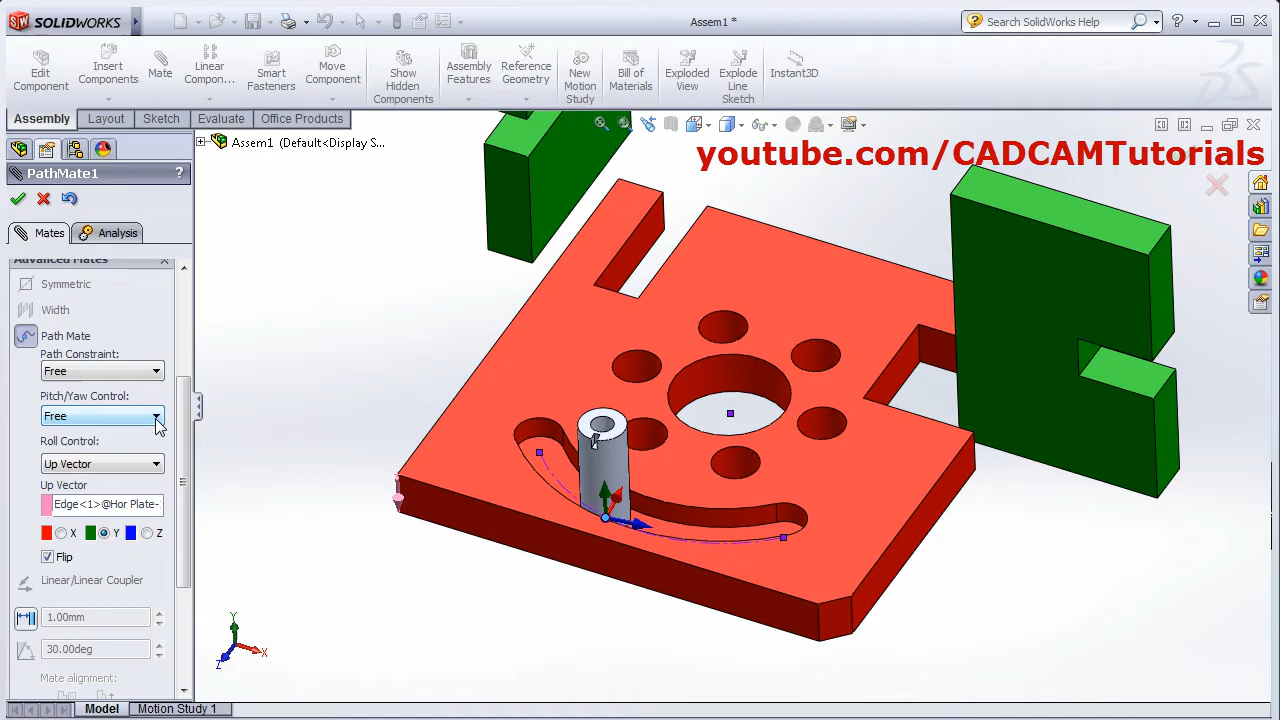 SOLIDWORKS
Assem1 *
Search SolidWorks Help
Edit Component
Insert Components
Mate
Linear Compon...
Smart Fasteners
Move Component
Show Hidden Components
Assembly Features
Reference Geometry
New Motion Study
Bill of Materials
Exploded View
Explode Line Sketch
Instant3D
Assembly
Layout
Sketch
Evaluate
Office Products
Assem1 (Default<Display S...
youtube.com/CADCAMTutorials
PathMate1
?
Mates
Analysis
Advanced Mates
Symmetric
Width
Path Mate
Path Constraint:
Free
Pitch/Yaw Control:
Free
Roll Control:
Up Vector
Up Vector
Edge<1>@Hor Plate-
X
Y
Z
Flip
Linear/Linear Coupler
1.00mm
30.00deg
Mate alignment:
Y
X
Z
Model
Motion Study 1